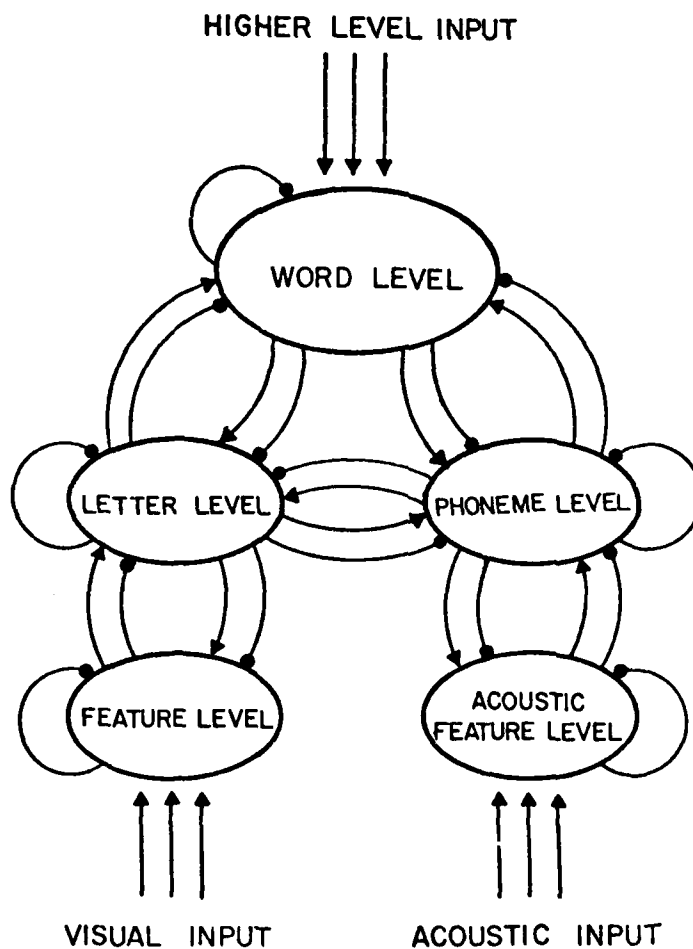 HIGHER LEVEL INPUT
WORD LEVEL
LETTER LEVEL
PHONEME LEVEL
FEATURE LEVEL
ACOUSTIC
FEATURE LEVEL
VISUAL INPUT
ACOUSTIC INPUT